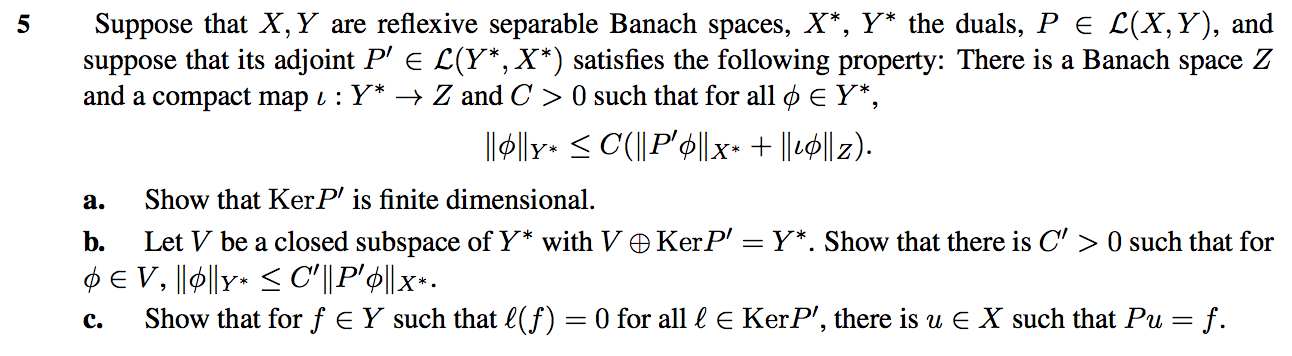 5 Suppose that X, Y are reflexive separable Banach spaces, X*, Y* the duals, P ∈ ℒ(X, Y), and
suppose that its adjoint P′ ∈ ℒ(Y*, X*) satisfies the following property: There is a Banach space Z
and a compact map ι : Y* → Z and C > 0 such that for all ϕ ∈ Y*,
‖ϕ‖_{Y*} ≤ C(‖P′ϕ‖_{X*} + ‖ιϕ‖_Z).
a. Show that Ker P′ is finite dimensional.
b. Let V be a closed subspace of Y* with V ⊕ Ker P′ = Y*. Show that there is C′ > 0 such that for
ϕ ∈ V, ‖ϕ‖_{Y*} ≤ C′‖P′ϕ‖_{X*}.
c. Show that for f ∈ Y such that ℓ(f) = 0 for all ℓ ∈ Ker P′, there is u ∈ X such that Pu = f.